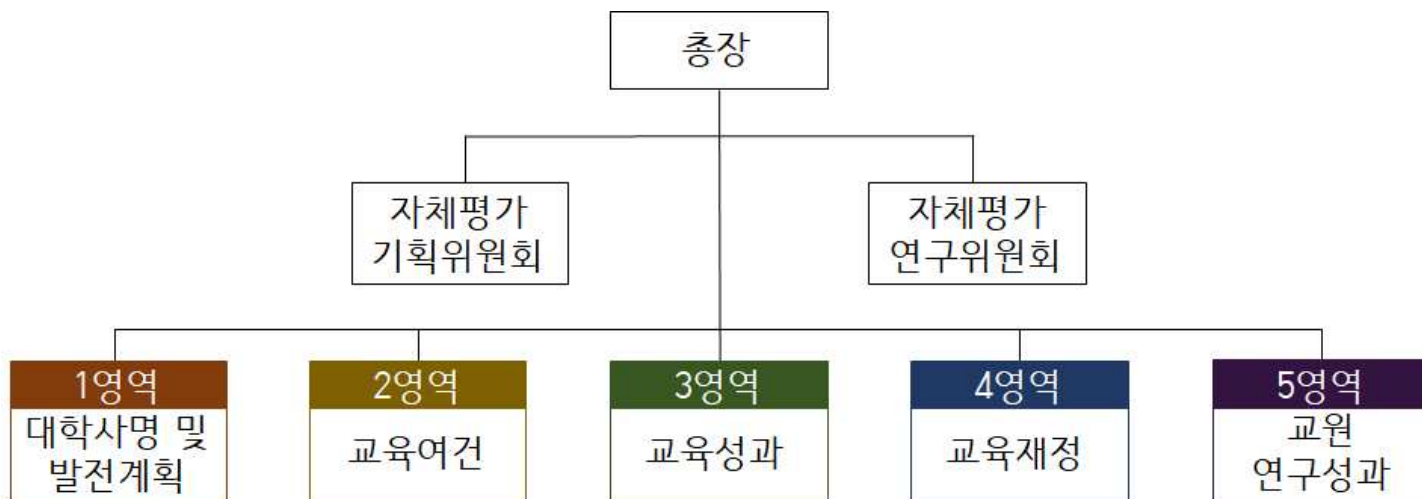 총장
자체평가
기획위원회
자체평가
연구위원회
1영역
대학사명 및
발전계획
2영역
교육여건
3영역
교육성과
4영역
교육재정
5영역
교원
연구성과